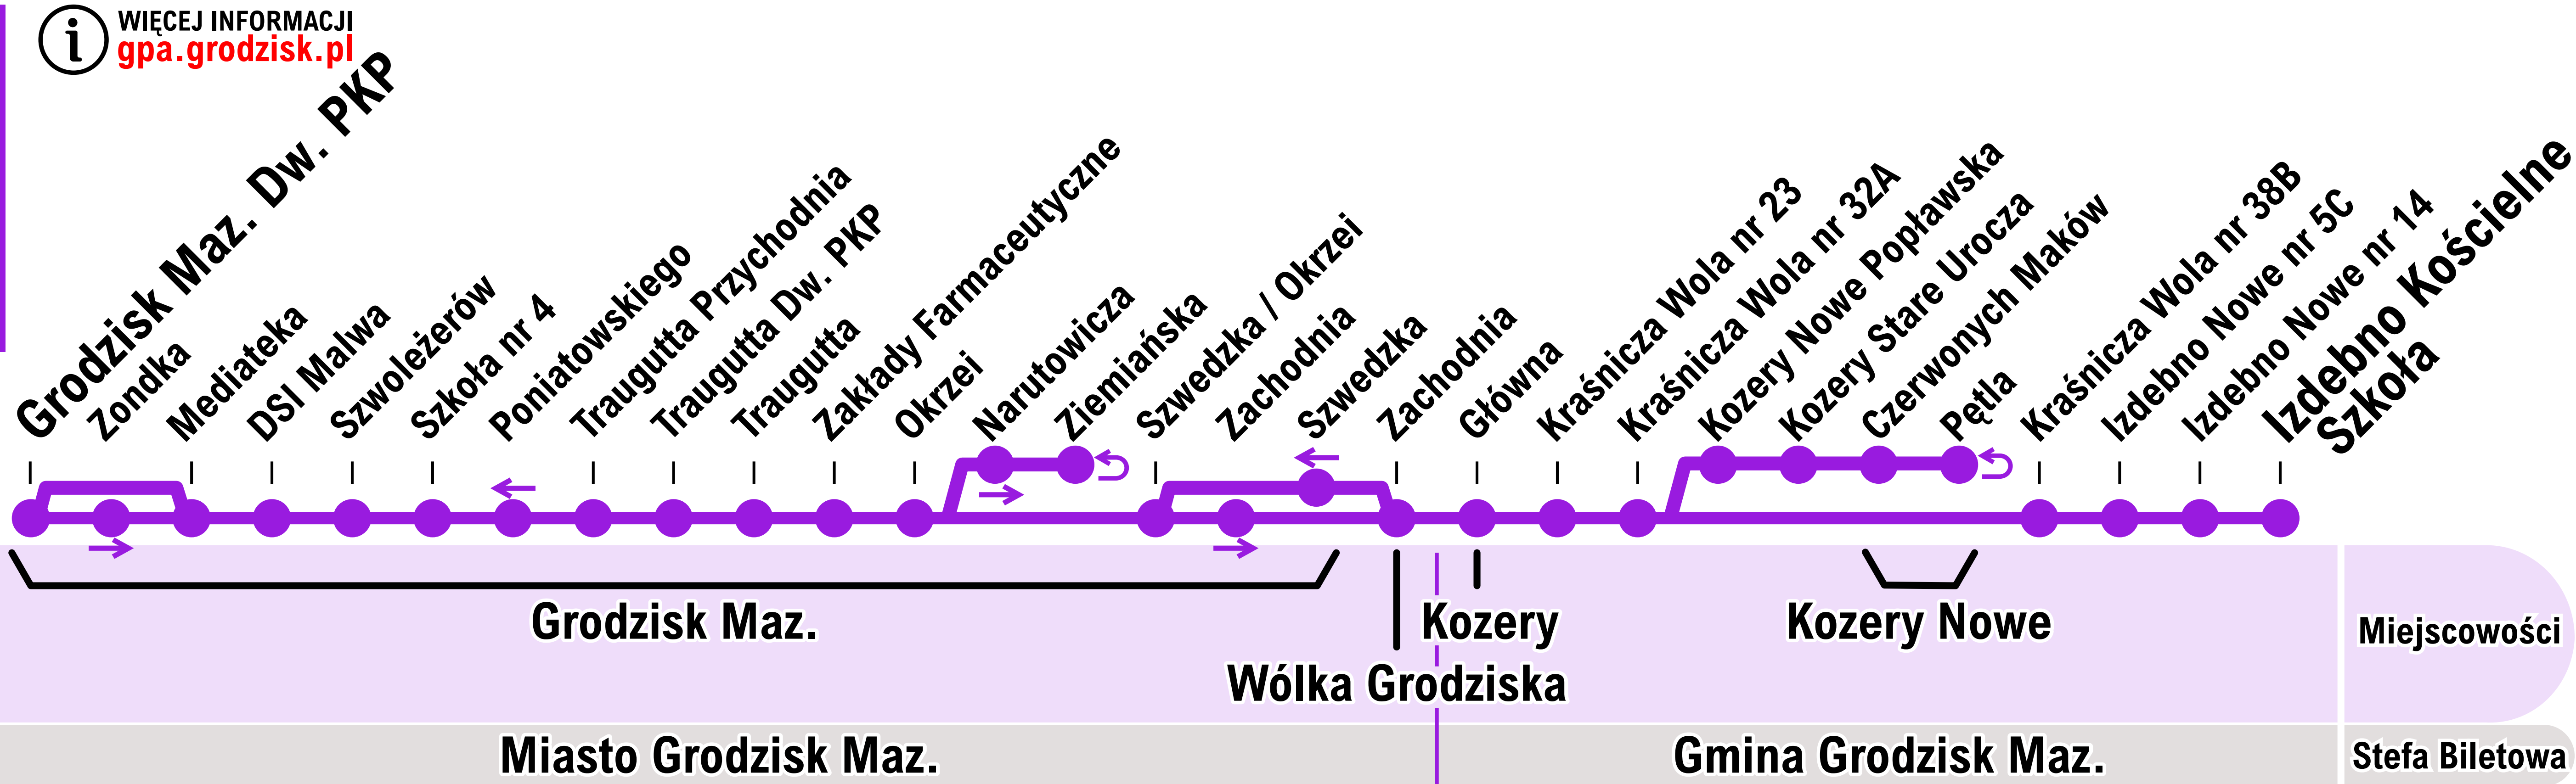 WIĘCEJ INFORMACJI
gpa.grodzisk.pl
Grodzisk Maz. Dw. PKP
Zondka
Mediateka
DSI Malwa
Szwoleżerów
Szkoła nr 4
Poniatowskiego
Traugutta Przychodnia
Traugutta Dw. PKP
Traugutta
Zakłady Farmaceutyczne
Okrzei
Narutowicza
Ziemiańska
Szwedzka / Okrzei
Zachodnia
Szwedzka
Zachodnia
Główna
Kraśnicza Wola nr 23
Kraśnicza Wola nr 32A
Kozery Nowe Popławska
Kozery Stare Urocza
Czerwonych Maków
Pętla
Kraśnicza Wola nr 38B
Izdebno Nowe nr 5C
Izdebno Nowe nr 14
Izdebno Kościelne
Szkoła
Grodzisk Maz.
Kozery
Kozery Nowe
Miejscowości
Wólka Grodziska
Miasto Grodzisk Maz.
Gmina Grodzisk Maz.
Stefa Biletowa